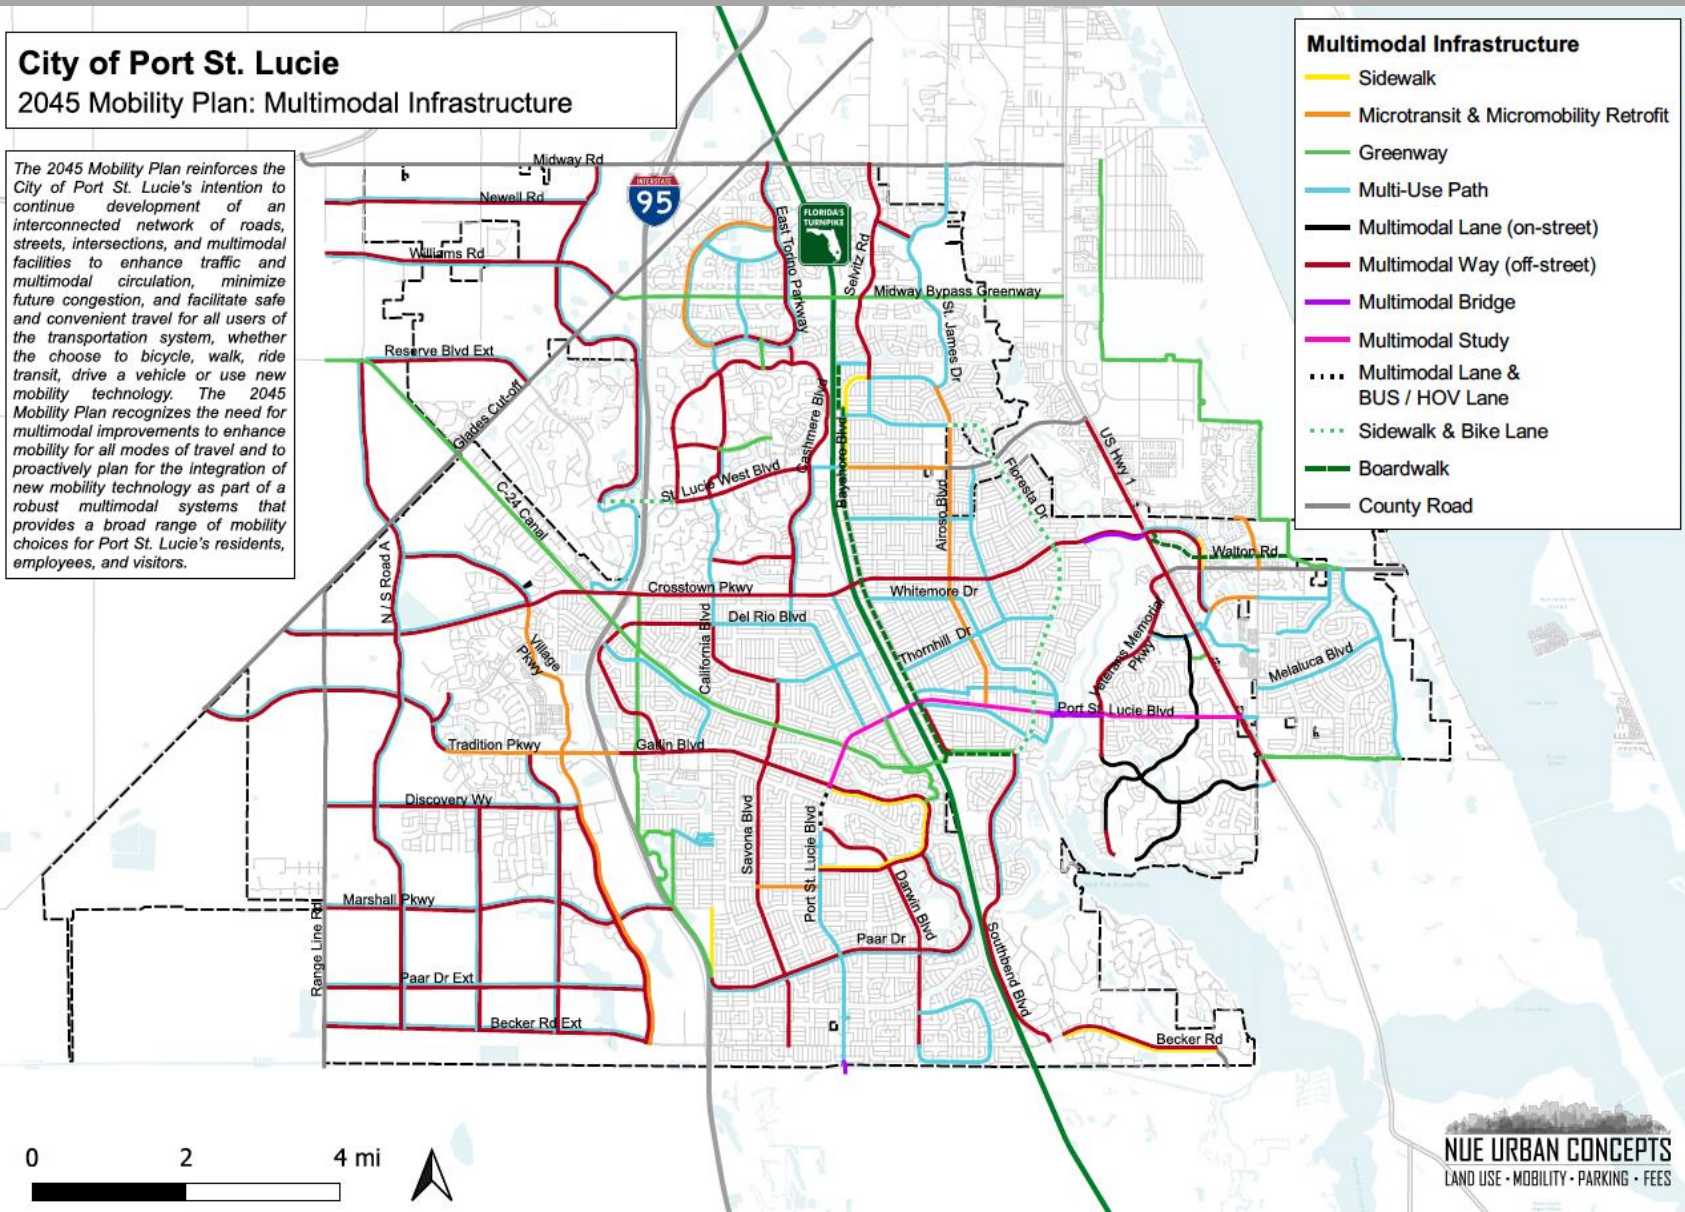 City of Port St. Lucie
2045 Mobility Plan: Multimodal Infrastructure
The 2045 Mobility Plan reinforces the
City of Port St. Lucie's intention to
continue development of an
interconnected network of roads,
streets, intersections, and multimodal
facilities to enhance traffic and
multimodal circulation, minimize
future congestion, and facilitate safe
and convenient travel for all users of
the transportation system, whether
the choose to bicycle, walk, ride
transit, drive a vehicle or use new
mobility technology. The 2045
Mobility Plan recognizes the need for
multimodal improvements to enhance
mobility for all modes of travel and to
proactively plan for the integration of
new mobility technology as part of a
robust multimodal systems that
provides a broad range of mobility
choices for Port St. Lucie's residents,
employees, and visitors.
Multimodal Infrastructure
Sidewalk
Microtransit & Micromobility Retrofit
Greenway
Multi-Use Path
Multimodal Lane (on-street)
Multimodal Way (off-street)
Multimodal Bridge
Multimodal Study
Multimodal Lane &
BUS / HOV Lane
Sidewalk & Bike Lane
Boardwalk
County Road
Midway Rd
Newell Rd
INTERSTATE
95
FLORIDA'S
TURNPIKE
East Torino Parkway
Selvitz Rd
Williams Rd
Midway Bypass Greenway
St. James Dr
Reserve Blvd Ext
Glades Cut-off
Cashmere Blvd
Bayshore Blvd
US Hwy 1
St. Lucie West Blvd
Floresta Dr
C-24 Canal
Airoso Blvd
Walton Rd
N / S Road A
Crosstown Pkwy
Whitemore Dr
Del Rio Blvd
California Blvd
Thornhill Dr
Village
Pkwy
Veterans Memorial
Pkwy
Melaluca Blvd
Port St. Lucie Blvd
Tradition Pkwy
Gatlin Blvd
Discovery Wy
Savona Blvd
Port St. Lucie Blvd
Darwin Blvd
Marshall Pkwy
Range Line Rd
Paar Dr
Southbend Blvd
Paar Dr Ext
Becker Rd Ext
Becker Rd
0 2 4 mi
NUE URBAN CONCEPTS
LAND USE • MOBILITY • PARKING • FEES